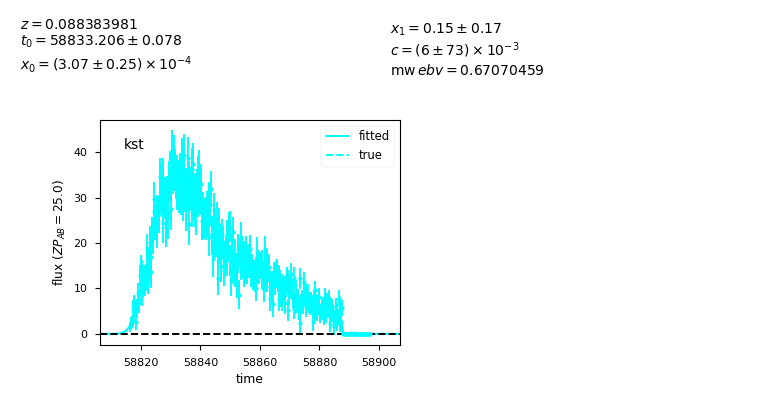 z = 0.088383981
t₀ = 58833.206 ± 0.078
x₀ = (3.07 ± 0.25) × 10⁻⁴
x₁ = 0.15 ± 0.17
c = (6 ± 73) × 10⁻³
mw ebv = 0.67070459
kst
fitted
true
flux (ZP_{AB} = 25.0)
40
30
20
10
0
58820 58840 58860 58880 58900
time